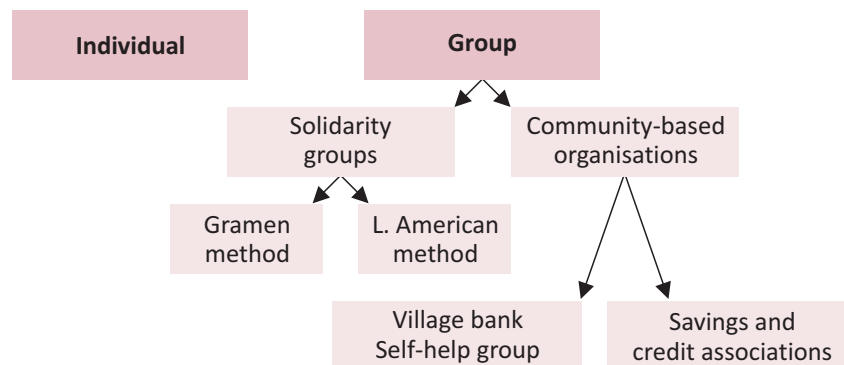 Individual
Group
Solidarity
groups
Community-based
organisations
Gramen
method
L. American
method
Village bank
Self-help group
Savings and
credit associations